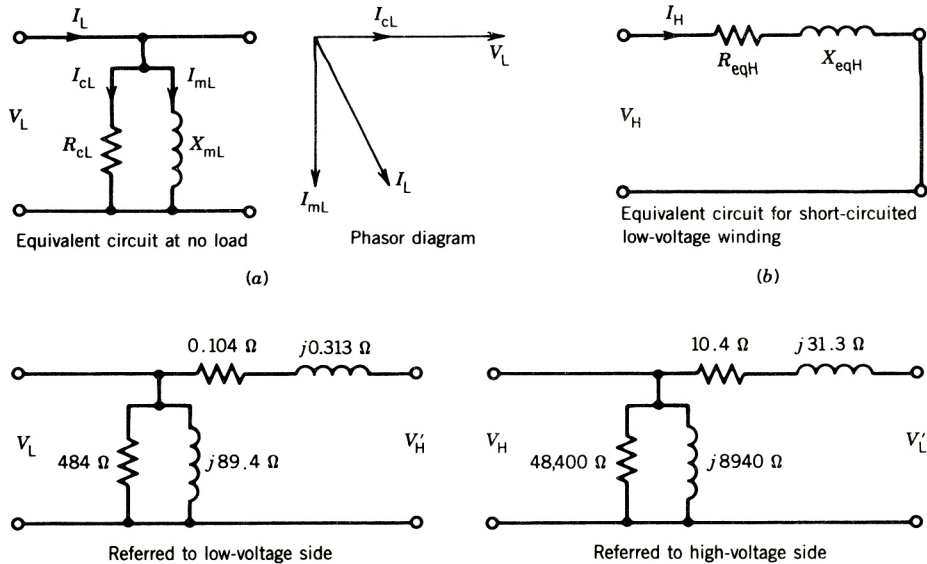 I_L
I_cL
I_mL
V_L
R_cL
X_mL
Equivalent circuit at no load
I_cL
V_L
I_mL
I_L
Phasor diagram
(a)
I_H
R_eqH
X_eqH
V_H
Equivalent circuit for short-circuited
low-voltage winding
(b)
0.104 Ω
j0.313 Ω
V_L
484 Ω
j89.4 Ω
V′_H
Referred to low-voltage side
10.4 Ω
j31.3 Ω
V_H
48,400 Ω
j8940 Ω
V′_L
Referred to high-voltage side